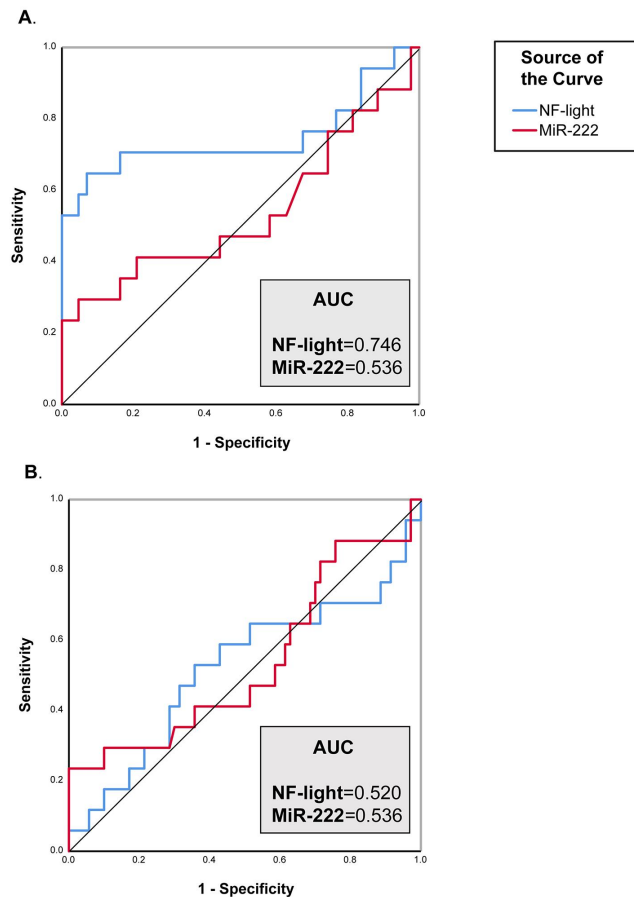 A.
Source of
the Curve
NF-light
MiR-222
1.0
0.8
0.6
0.4
0.2
0.0
Sensitivity
AUC
NF-light=0.746
MiR-222=0.536
0.0
0.2
0.4
0.6
0.8
1.0
1 - Specificity
B.
1.0
0.8
0.6
0.4
0.2
0.0
Sensitivity
AUC
NF-light=0.520
MiR-222=0.536
0.0
0.2
0.4
0.6
0.8
1.0
1 - Specificity